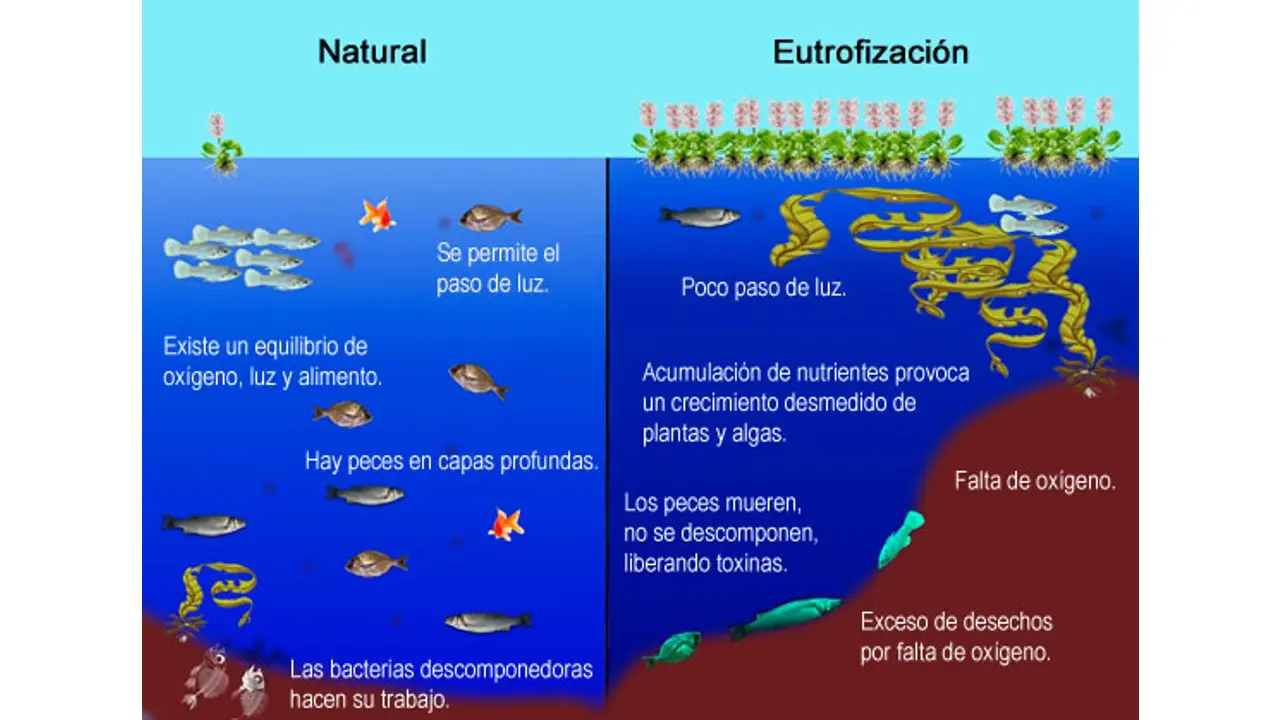 Natural
Se permite el
paso de luz.
Existe un equilibrio de
oxígeno, luz y alimento.
Hay peces en capas profundas.
Las bacterias descomponedoras
hacen su trabajo.
Eutrofización
Poco paso de luz.
Acumulación de nutrientes provoca
un crecimiento desmedido de
plantas y algas.
Falta de oxígeno.
Los peces mueren,
no se descomponen,
liberando toxinas.
Exceso de desechos
por falta de oxígeno.